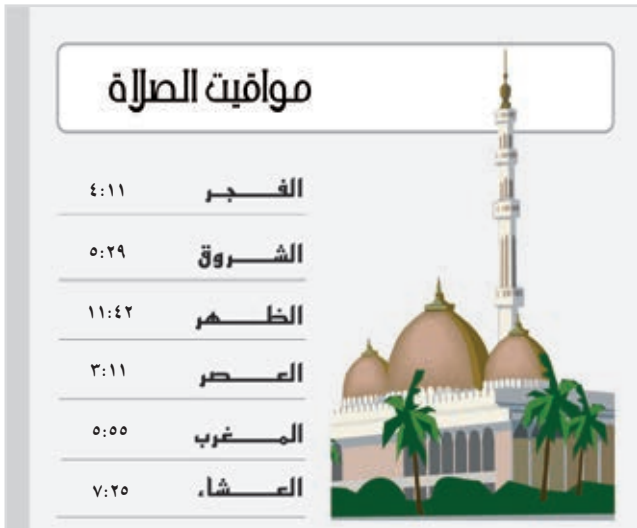 مواقيت الصلاة
الفجر ٤:١١
الشروق ٥:٢٩
الظهر ١١:٤٢
العصر ٣:١١
المغرب ٥:٥٥
العشاء ٧:٢٥